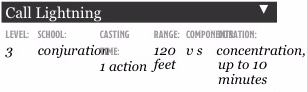 Call Lightning ▼
LEVEL: SCHOOL: CASTING TIME: RANGE: COMPONENTS: DURATION:
3 conjuration 1 action 120 feet v s concentration, up to 10 minutes